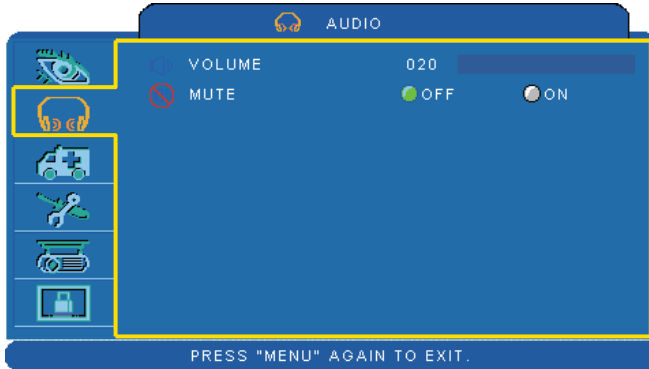 AUDIO
VOLUME 020
MUTE OFF ON
PRESS "MENU" AGAIN TO EXIT.